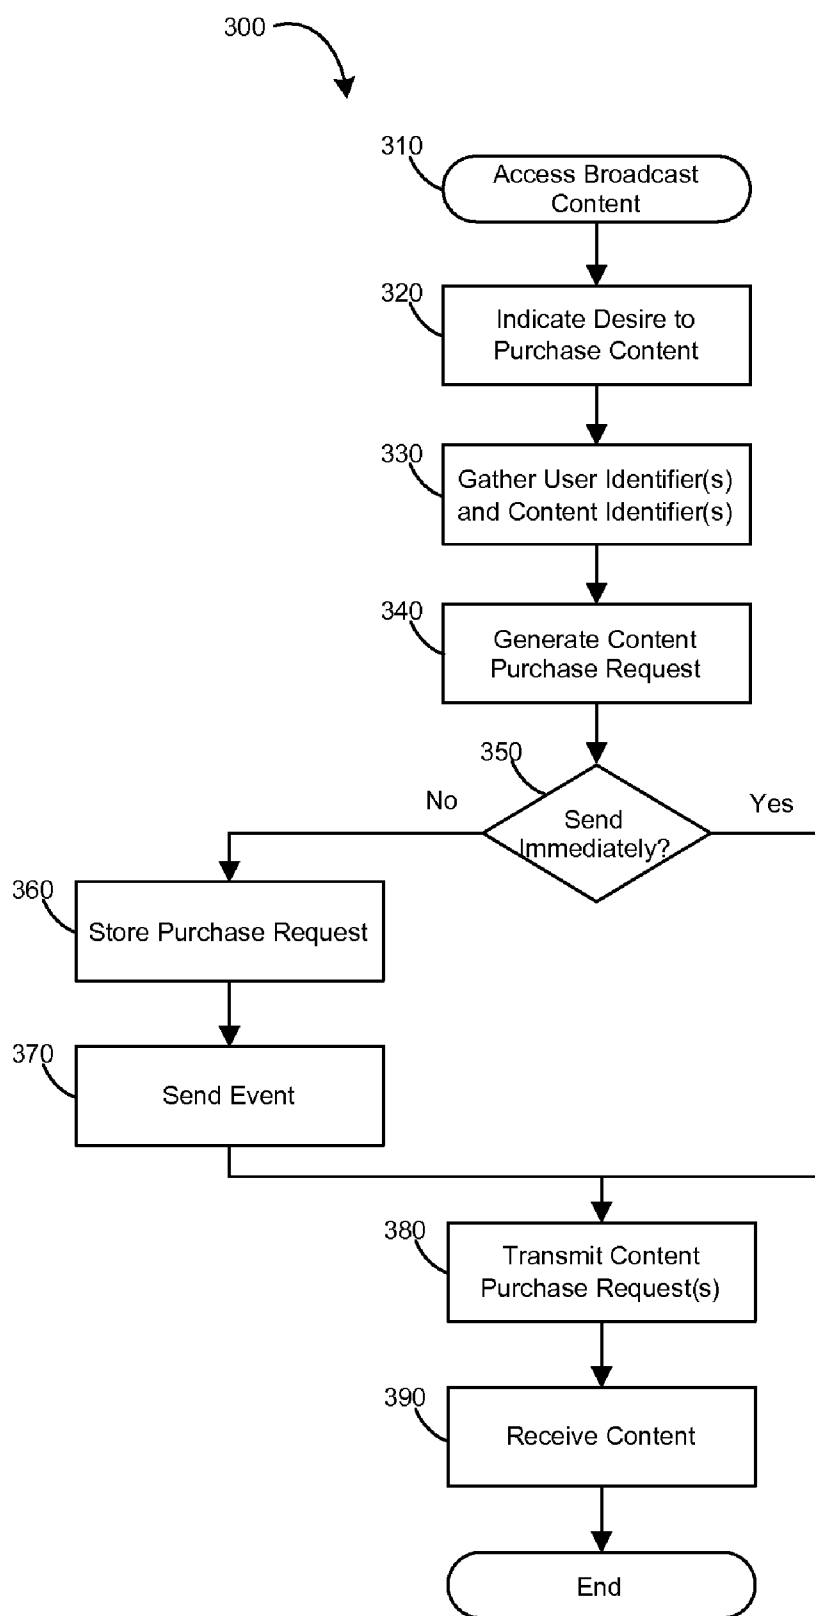 300
310
Access Broadcast
Content
320
Indicate Desire to
Purchase Content
330
Gather User Identifier(s)
and Content Identifier(s)
340
Generate Content
Purchase Request
350
No
Yes
Send
Immediately?
360
Store Purchase Request
370
Send Event
380
Transmit Content
Purchase Request(s)
390
Receive Content
End